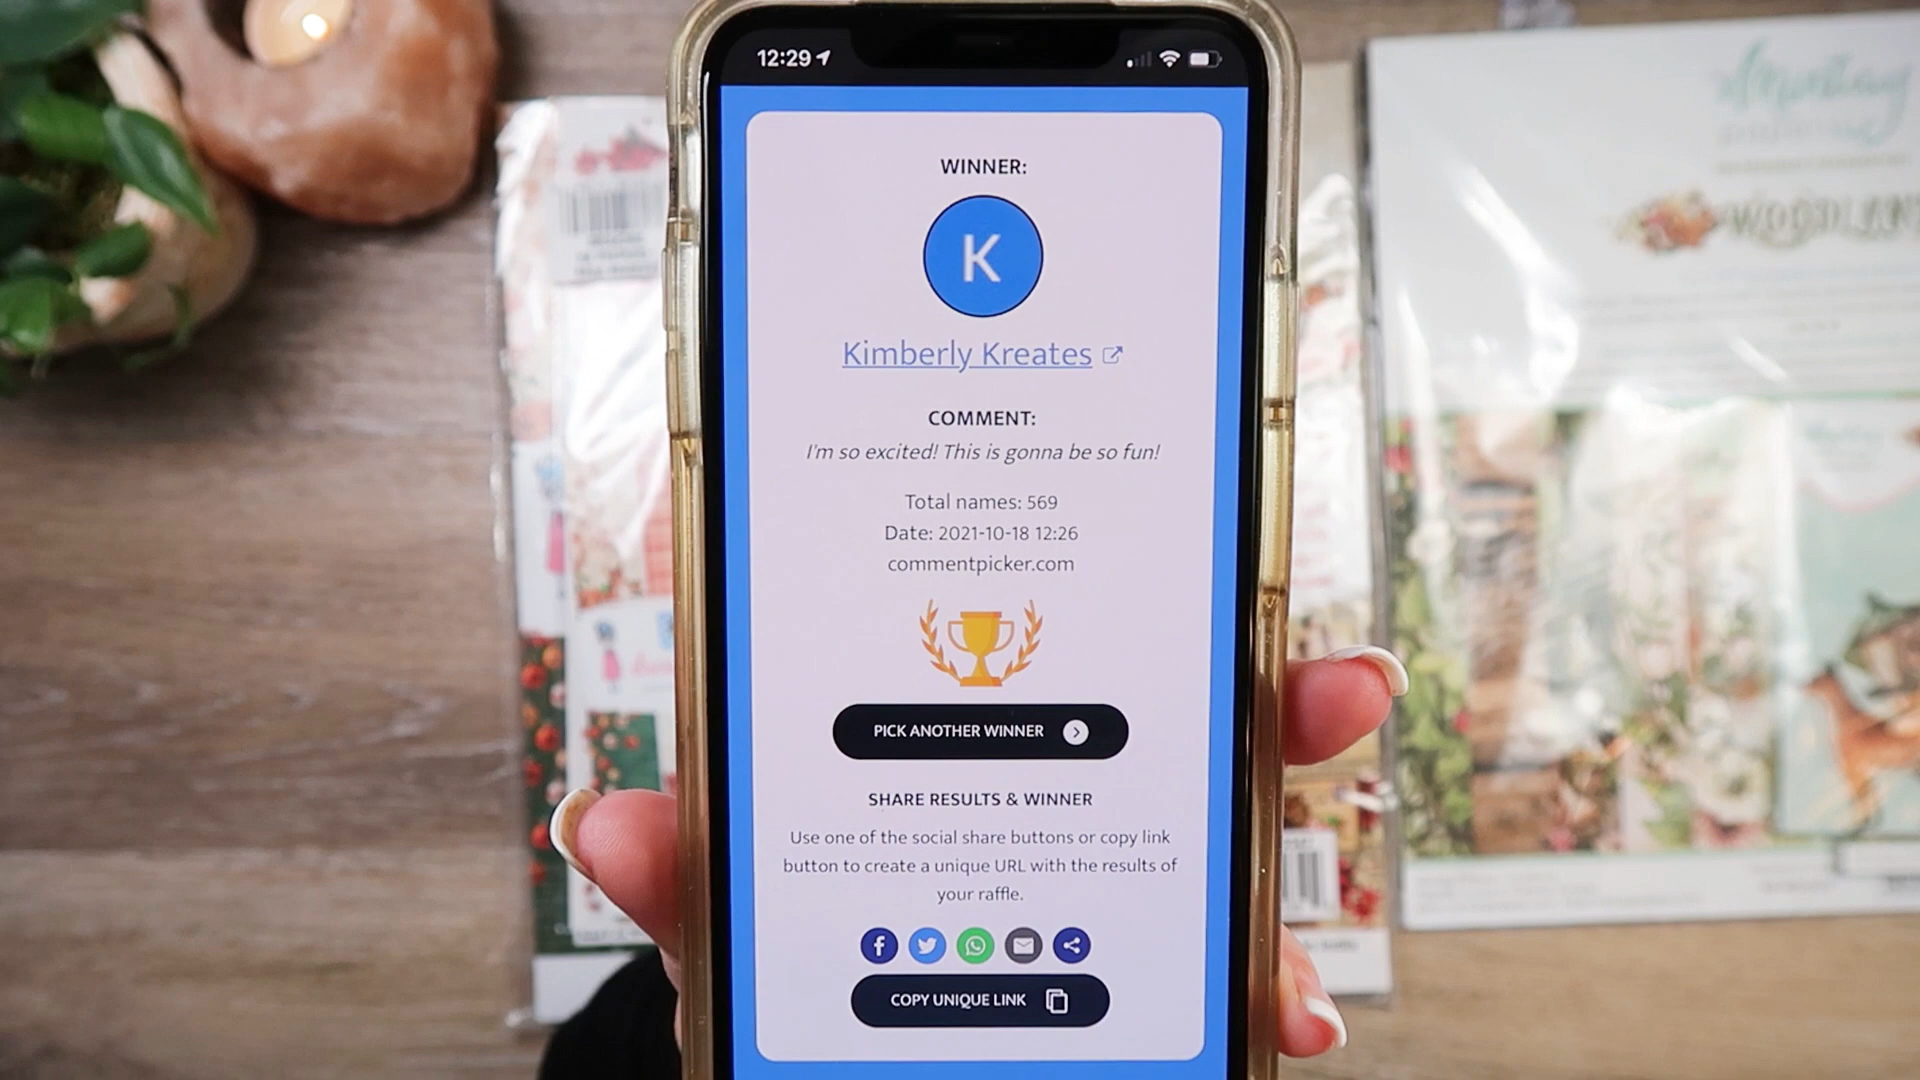 12:29
WINNER:
K
Kimberly Kreates
COMMENT:
I'm so excited! This is gonna be so fun!
Total names: 569
Date: 2021-10-18 12:26
commentpicker.com
PICK ANOTHER WINNER
SHARE RESULTS & WINNER
Use one of the social share buttons or copy link
button to create a unique URL with the results of
your raffle.
COPY UNIQUE LINK